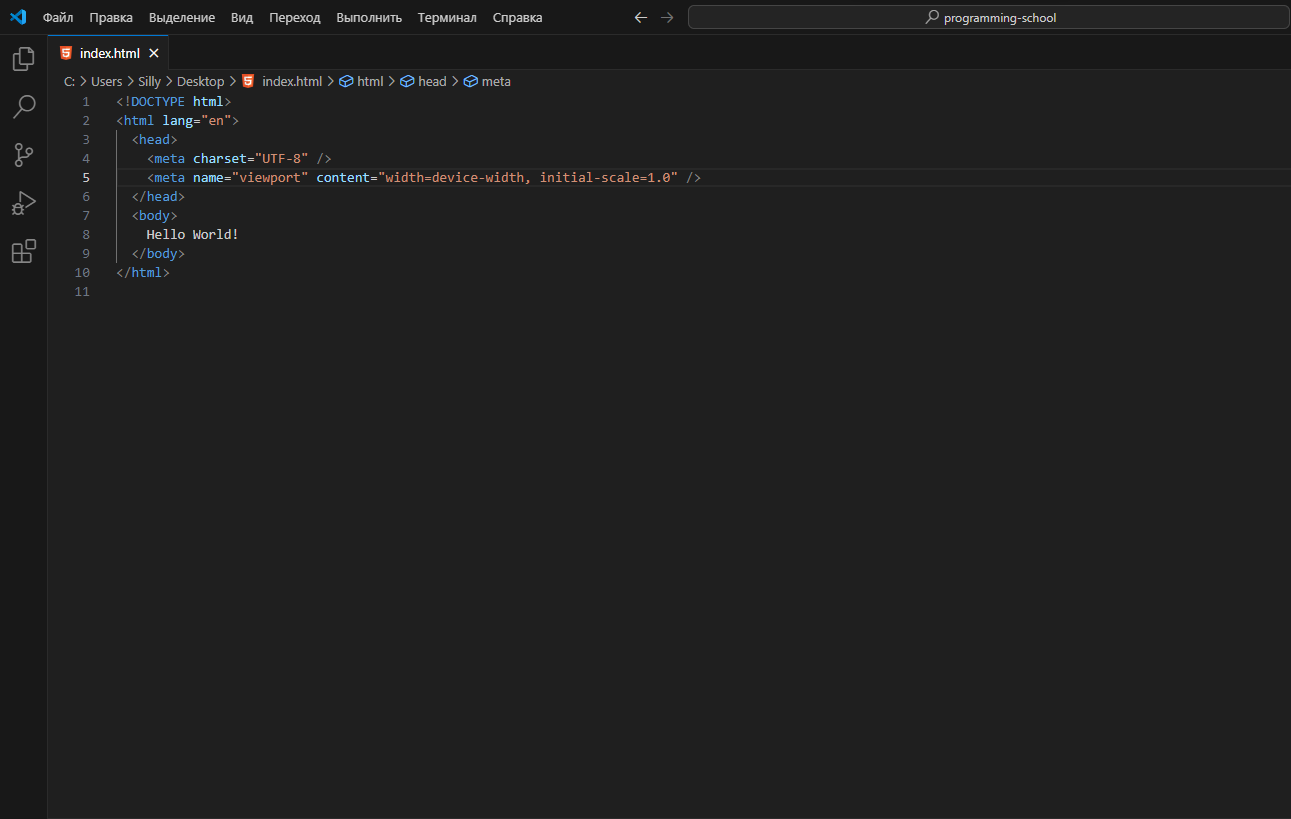 Файл Правка Выделение Вид Переход Выполнить Терминал Справка programming-school
index.html
C: Users Silly Desktop index.html html head meta
1 <!DOCTYPE html>
2 <html lang="en">
3 <head>
4 <meta charset="UTF-8" />
5 <meta name="viewport" content="width=device-width, initial-scale=1.0" />
6 </head>
7 <body>
8 Hello World!
9 </body>
10 </html>
11